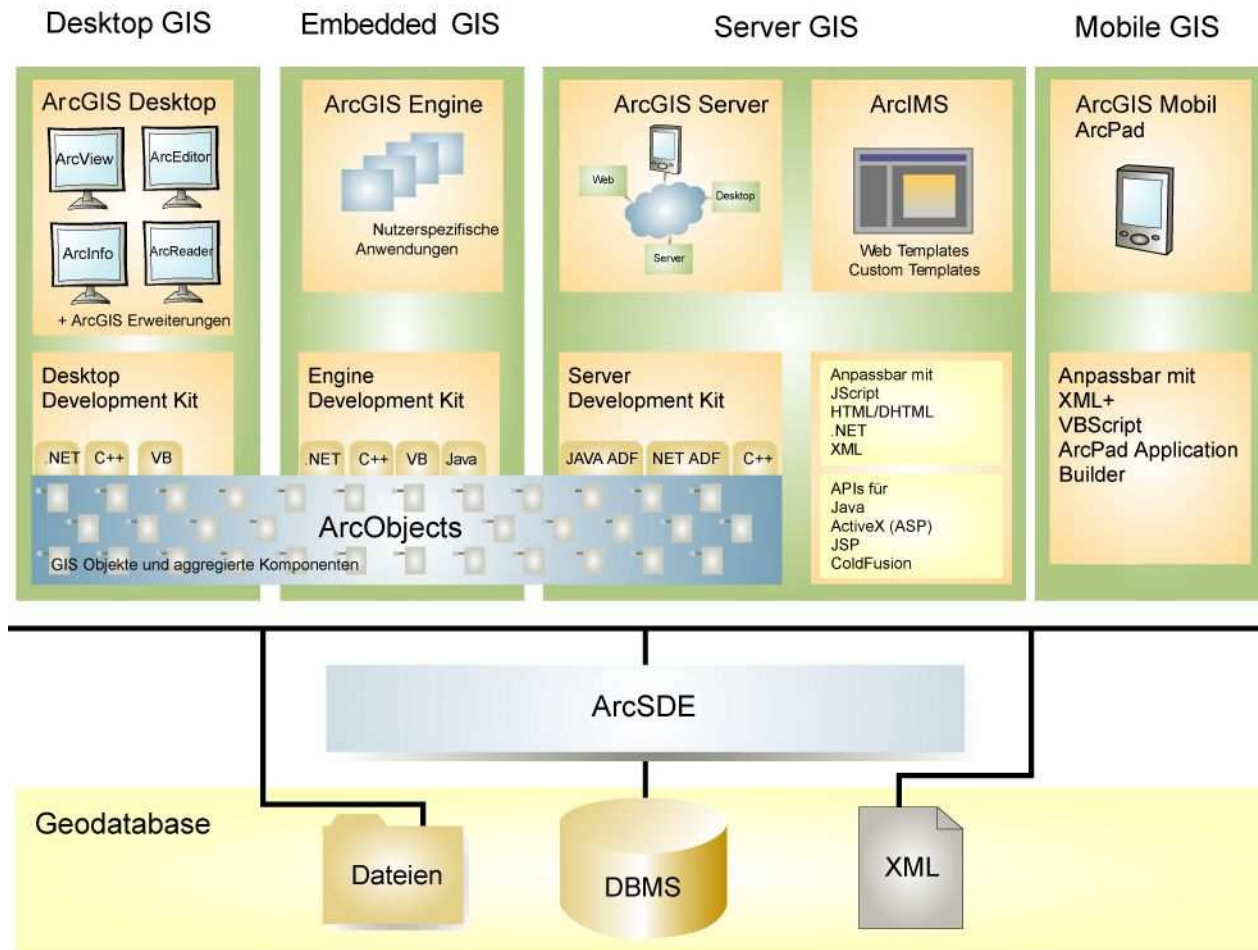 Desktop GIS
Embedded GIS
Server GIS
Mobile GIS
ArcGIS Desktop
ArcView
ArcEditor
ArcInfo
ArcReader
+ ArcGIS Erweiterungen
ArcGIS Engine
Nutzerspezifische
Anwendungen
ArcGIS Server
Web
Desktop
Server
ArcIMS
Web Templates
Custom Templates
ArcGIS Mobil
ArcPad
Desktop
Development Kit
.NET
C++
VB
Engine
Development Kit
.NET
C++
VB
Java
Server
Development Kit
JAVA ADF
NET ADF
C++
Anpassbar mit
JScript
HTML/DHTML
.NET
XML
APIs für
Java
ActiveX (ASP)
JSP
ColdFusion
Anpassbar mit
XML+
VBScript
ArcPad Application
Builder
ArcObjects
GIS Objekte und aggregierte Komponenten
ArcSDE
Geodatabase
Dateien
DBMS
XML